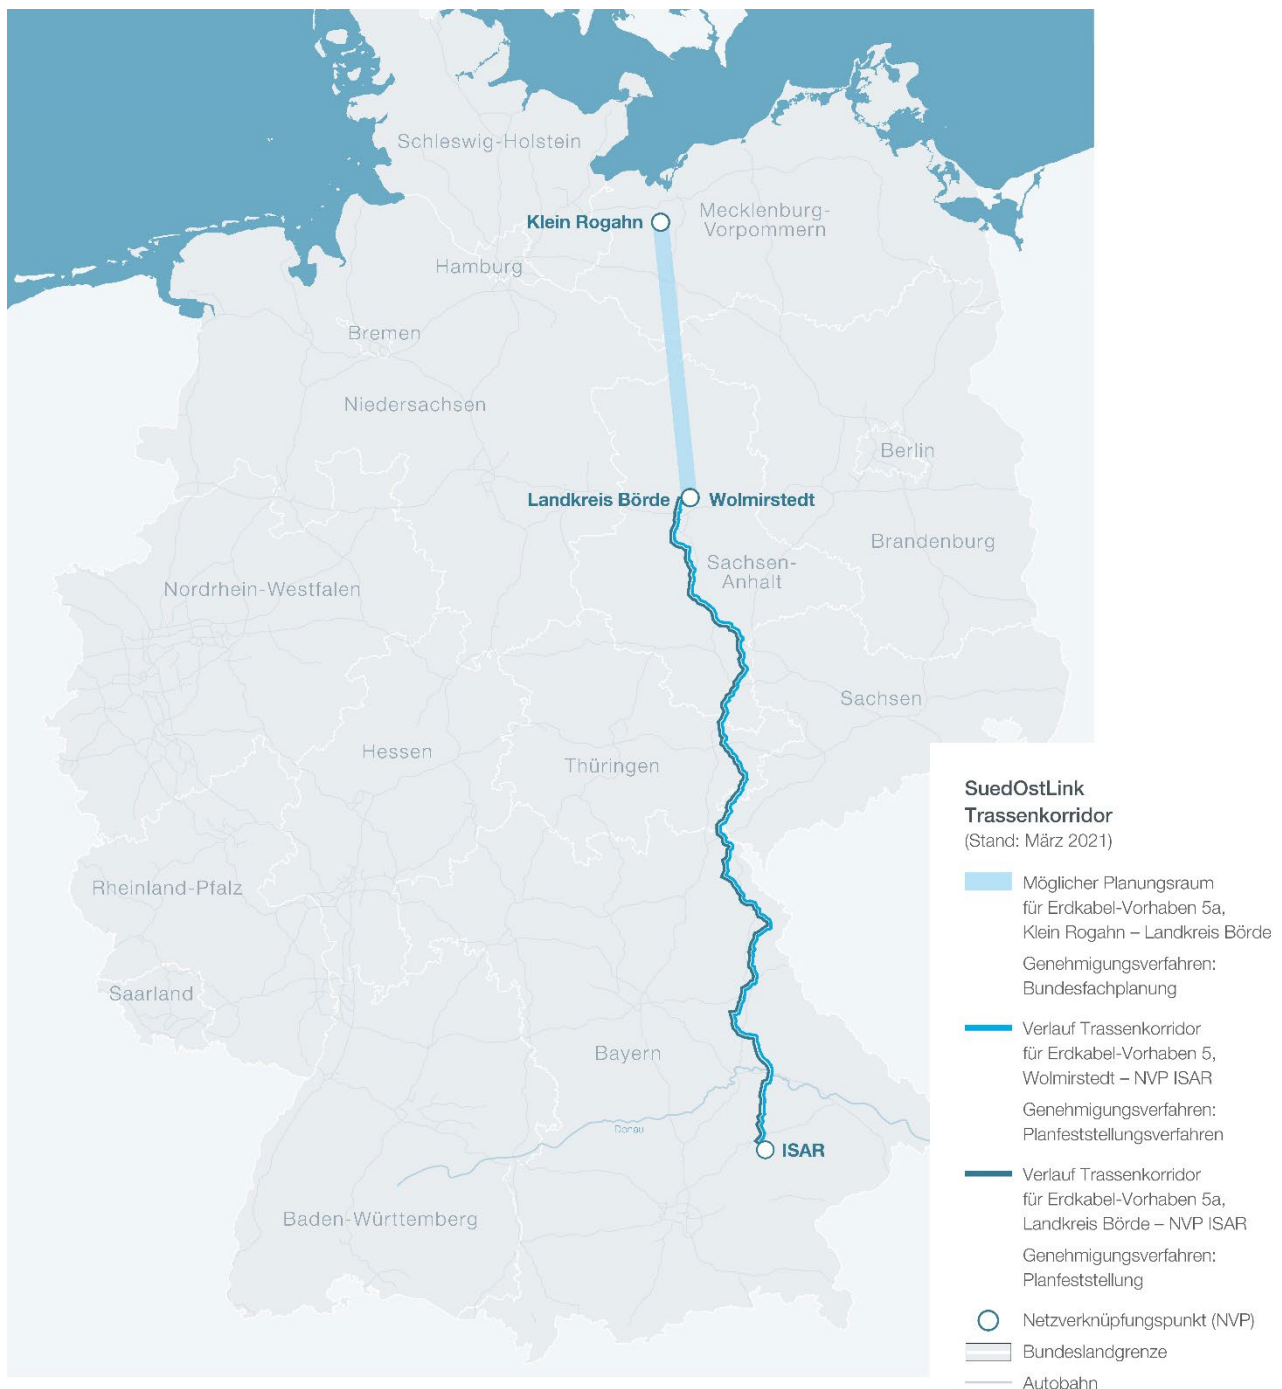 Schleswig-Holstein
Mecklenburg-
Vorpommern
Klein Rogahn
Hamburg
Bremen
Niedersachsen
Berlin
Landkreis Börde
Wolmirstedt
Brandenburg
Sachsen-
Anhalt
Nordrhein-Westfalen
Sachsen
Hessen
Thüringen
Rheinland-Pfalz
Saarland
Bayern
Donau
ISAR
Baden-Württemberg
SuedOstLink
Trassenkorridor
(Stand: März 2021)
Möglicher Planungsraum
für Erdkabel-Vorhaben 5a,
Klein Rogahn – Landkreis Börde
Genehmigungsverfahren:
Bundesfachplanung
Verlauf Trassenkorridor
für Erdkabel-Vorhaben 5,
Wolmirstedt – NVP ISAR
Genehmigungsverfahren:
Planfeststellungsverfahren
Verlauf Trassenkorridor
für Erdkabel-Vorhaben 5a,
Landkreis Börde – NVP ISAR
Genehmigungsverfahren:
Planfeststellung
Netzverknüpfungspunkt (NVP)
Bundeslandgrenze
Autobahn